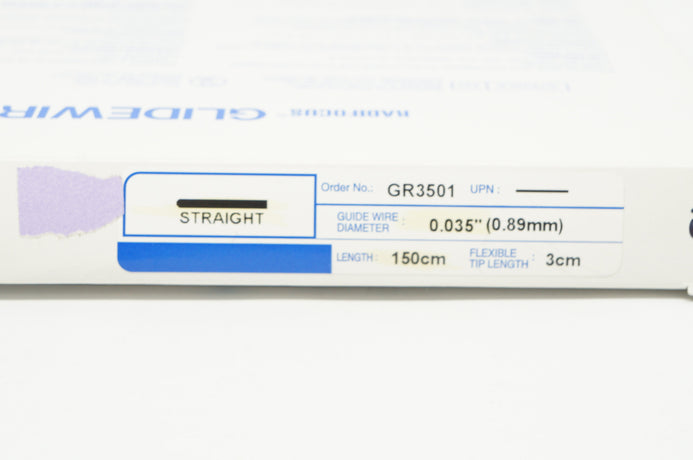 RADIFOCUS™ GLIDEWIR
STRAIGHT
Order No.: GR3501 UPN :
GUIDE WIRE DIAMETER : 0.035" (0.89mm)
LENGTH : 150cm FLEXIBLE TIP LENGTH : 3cm